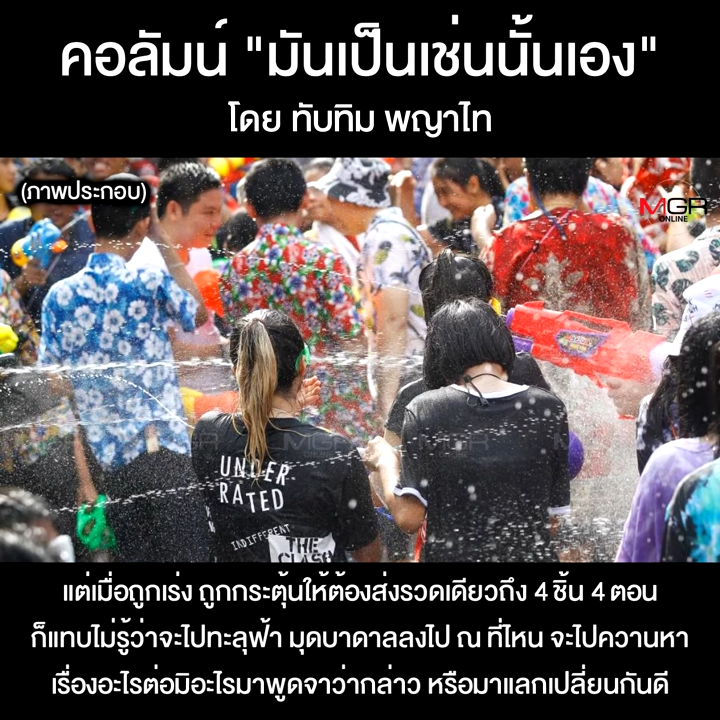 คอลัมน์ "มันเป็นเช่นนั้นเอง"
โดย ทับทิม พญาไท
(ภาพประกอบ)
MGR
ONLINE
MGR
MGR
MGR
UNDER
RATED
INDIFFERENT
THE
CLASH
แต่เมื่อถูกเร่ง ถูกกระตุ้นให้ต้องส่งรวดเดียวถึง 4 ชิ้น 4 ตอน
ก็แทบไม่รู้ว่าจะไปทะลุฟ้า มุดบาดาลลงไป ณ ที่ไหน จะไปควานหา
เรื่องอะไรต่อมิอะไรมาพูดจาว่ากล่าว หรือมาแลกเปลี่ยนกันดี